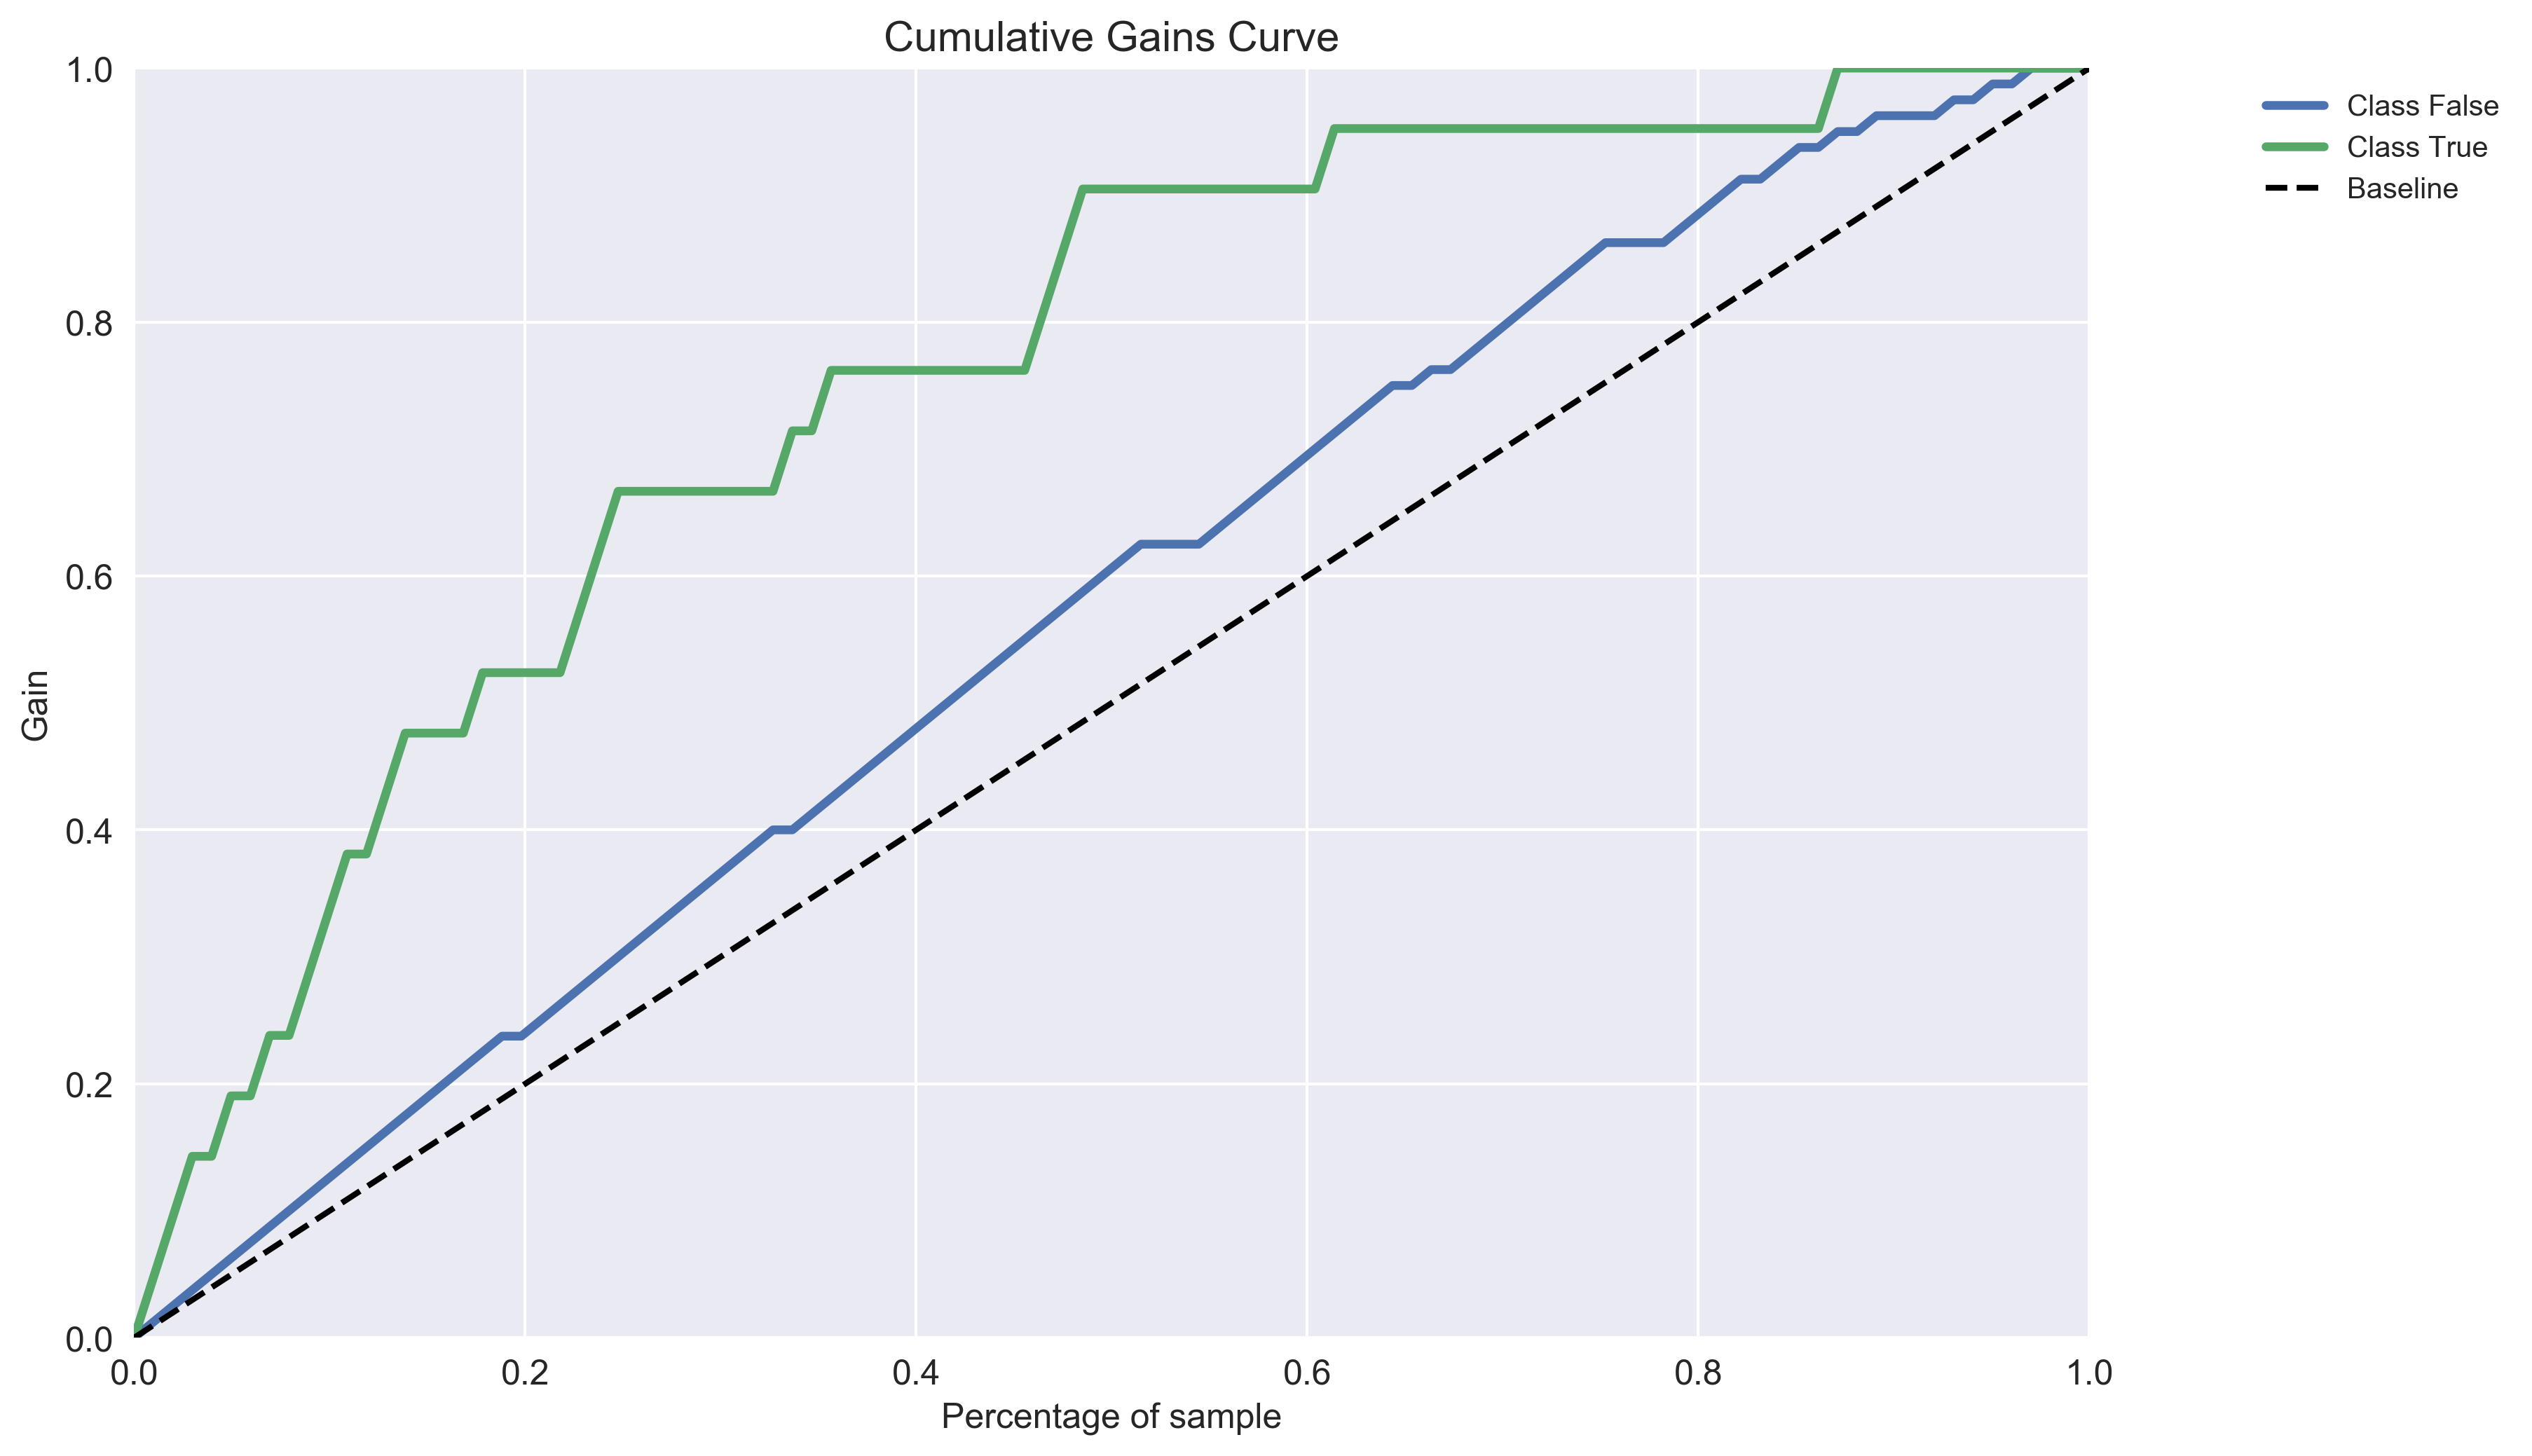 Cumulative Gains Curve
1.0
0.8
0.6
0.4
0.2
0.0
Gain
0.0 0.2 0.4 0.6 0.8 1.0
Percentage of sample
Class False
Class True
Baseline